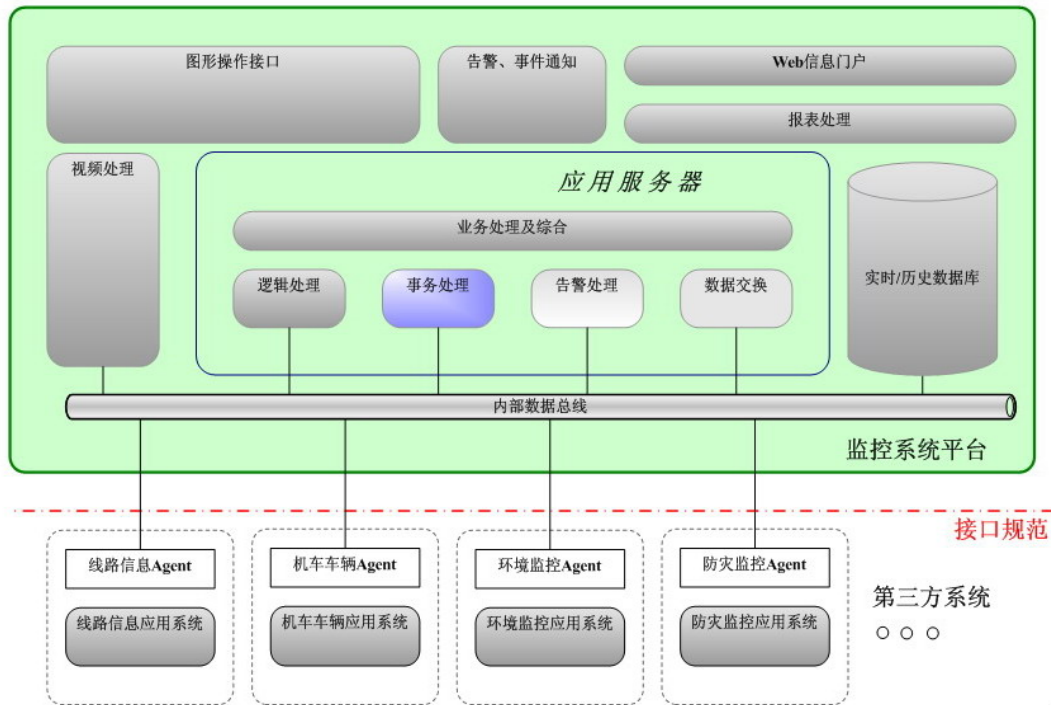 图形操作接口
告警、事件通知
Web信息门户
报表处理
视频处理
应用服务器
业务处理及综合
逻辑处理
事务处理
告警处理
数据交换
实时/历史数据库
内部数据总线
监控系统平台
接口规范
线路信息Agent
机车车辆Agent
环境监控Agent
防灾监控Agent
第三方系统
线路信息应用系统
机车车辆应用系统
环境监控应用系统
防灾监控应用系统